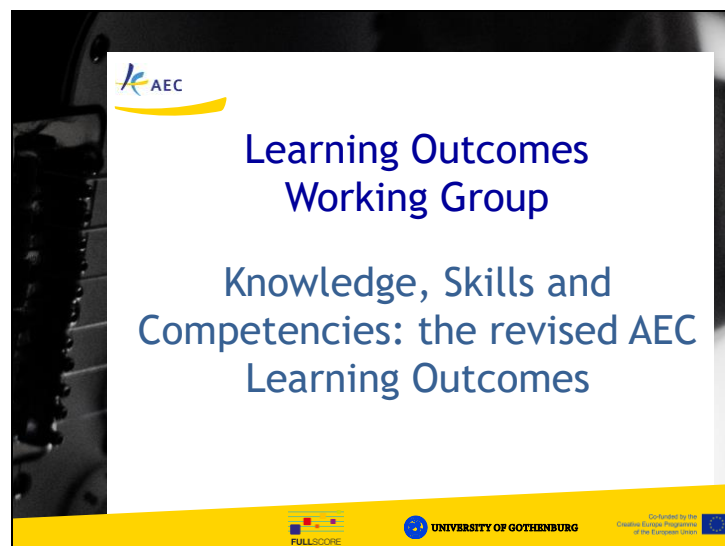 AEC
Learning Outcomes
Working Group
Knowledge, Skills and
Competencies: the revised AEC
Learning Outcomes
FULLSCORE
UNIVERSITY OF GOTHENBURG
Co-funded by the
Creative Europe Programme
of the European Union